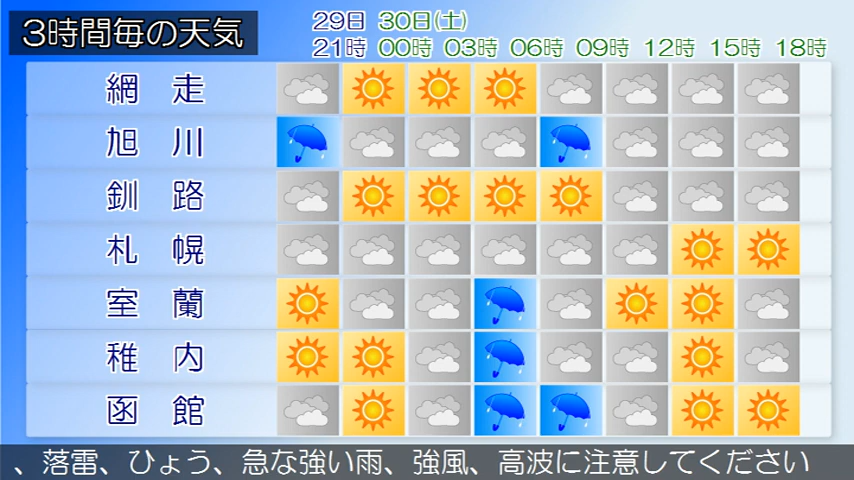 3時間毎の天気
29日 30日(土)
21時 00時 03時 06時 09時 12時 15時 18時
網走
旭川
釧路
札幌
室蘭
稚内
函館
、落雷、ひょう、急な強い雨、強風、高波に注意してください